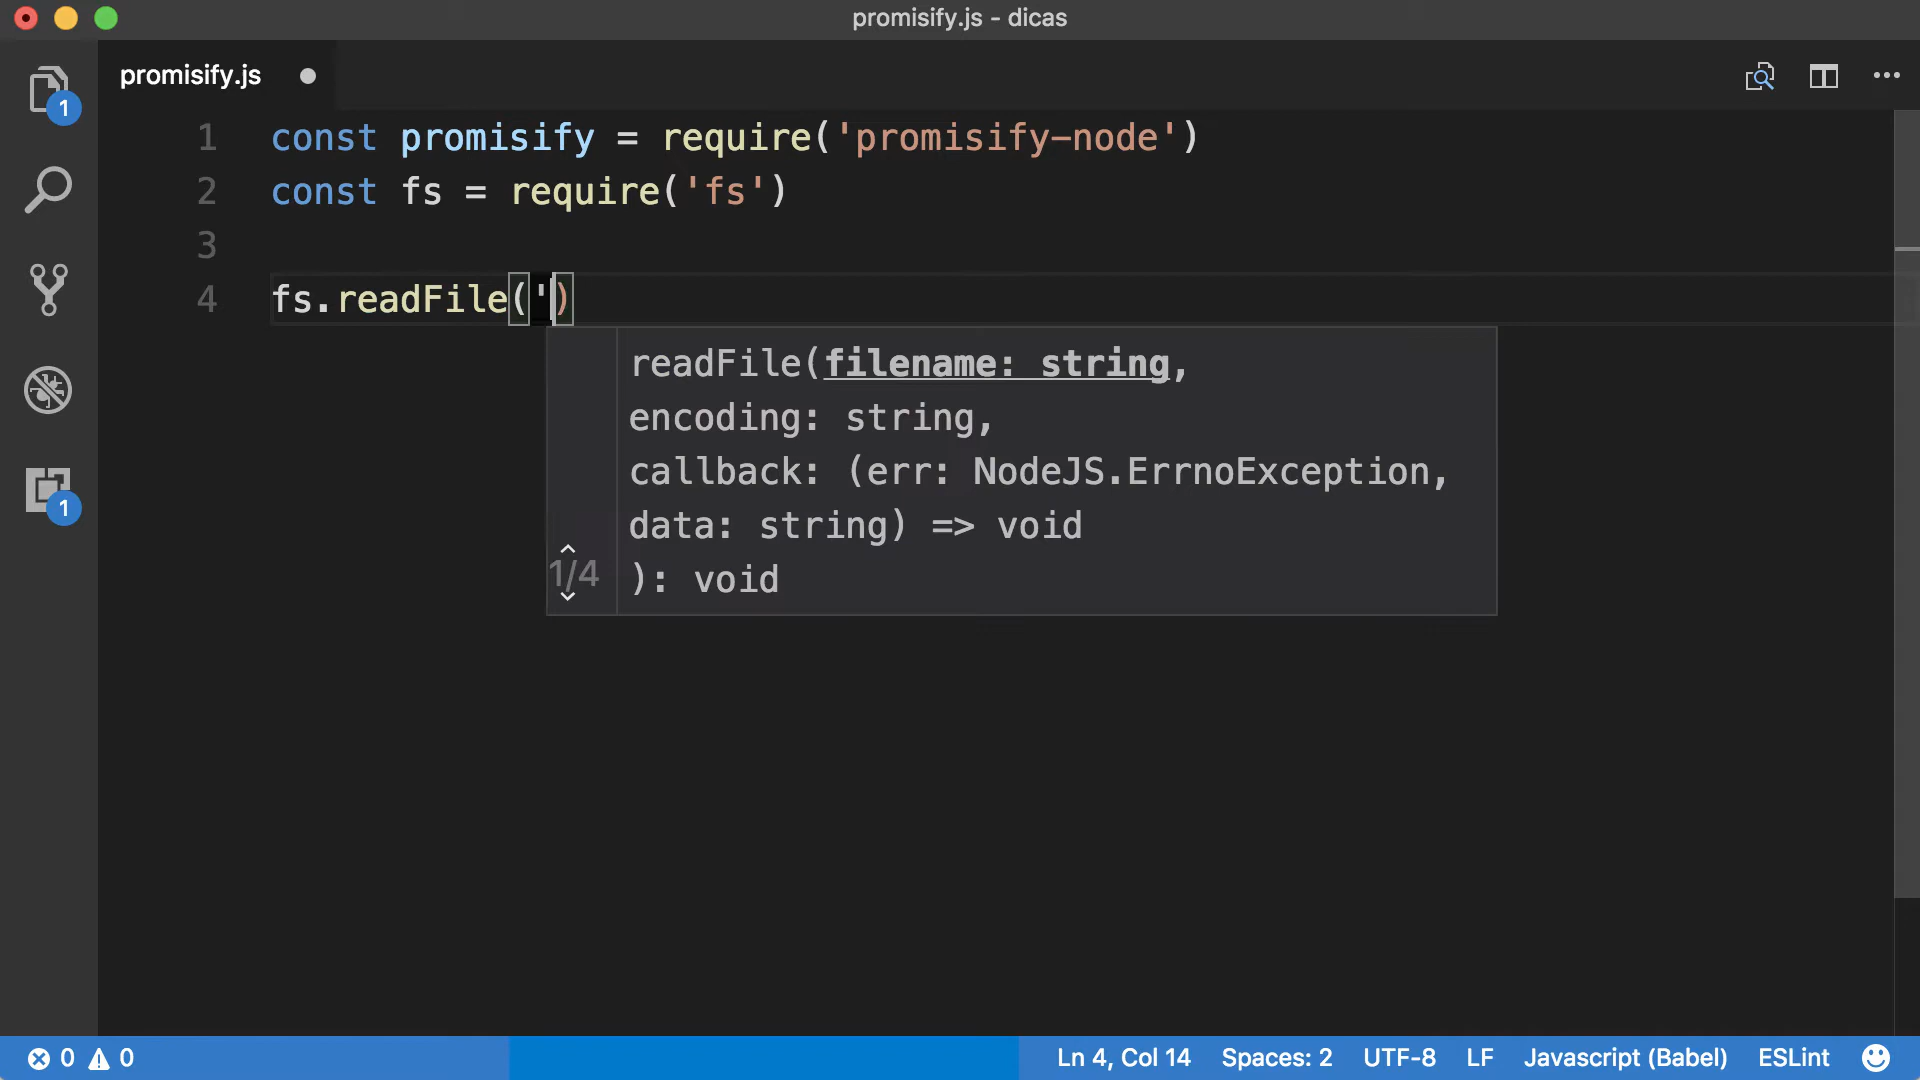 promisify.js - dicas
promisify.js
1 const promisify = require('promisify-node')
2 const fs = require('fs')
3
4 fs.readFile(')
readFile(filename: string,
encoding: string,
callback: (err: NodeJS.ErrnoException,
data: string) => void
): void
1/4
1
1
0 0
Ln 4, Col 14 Spaces: 2 UTF-8 LF Javascript (Babel) ESLint